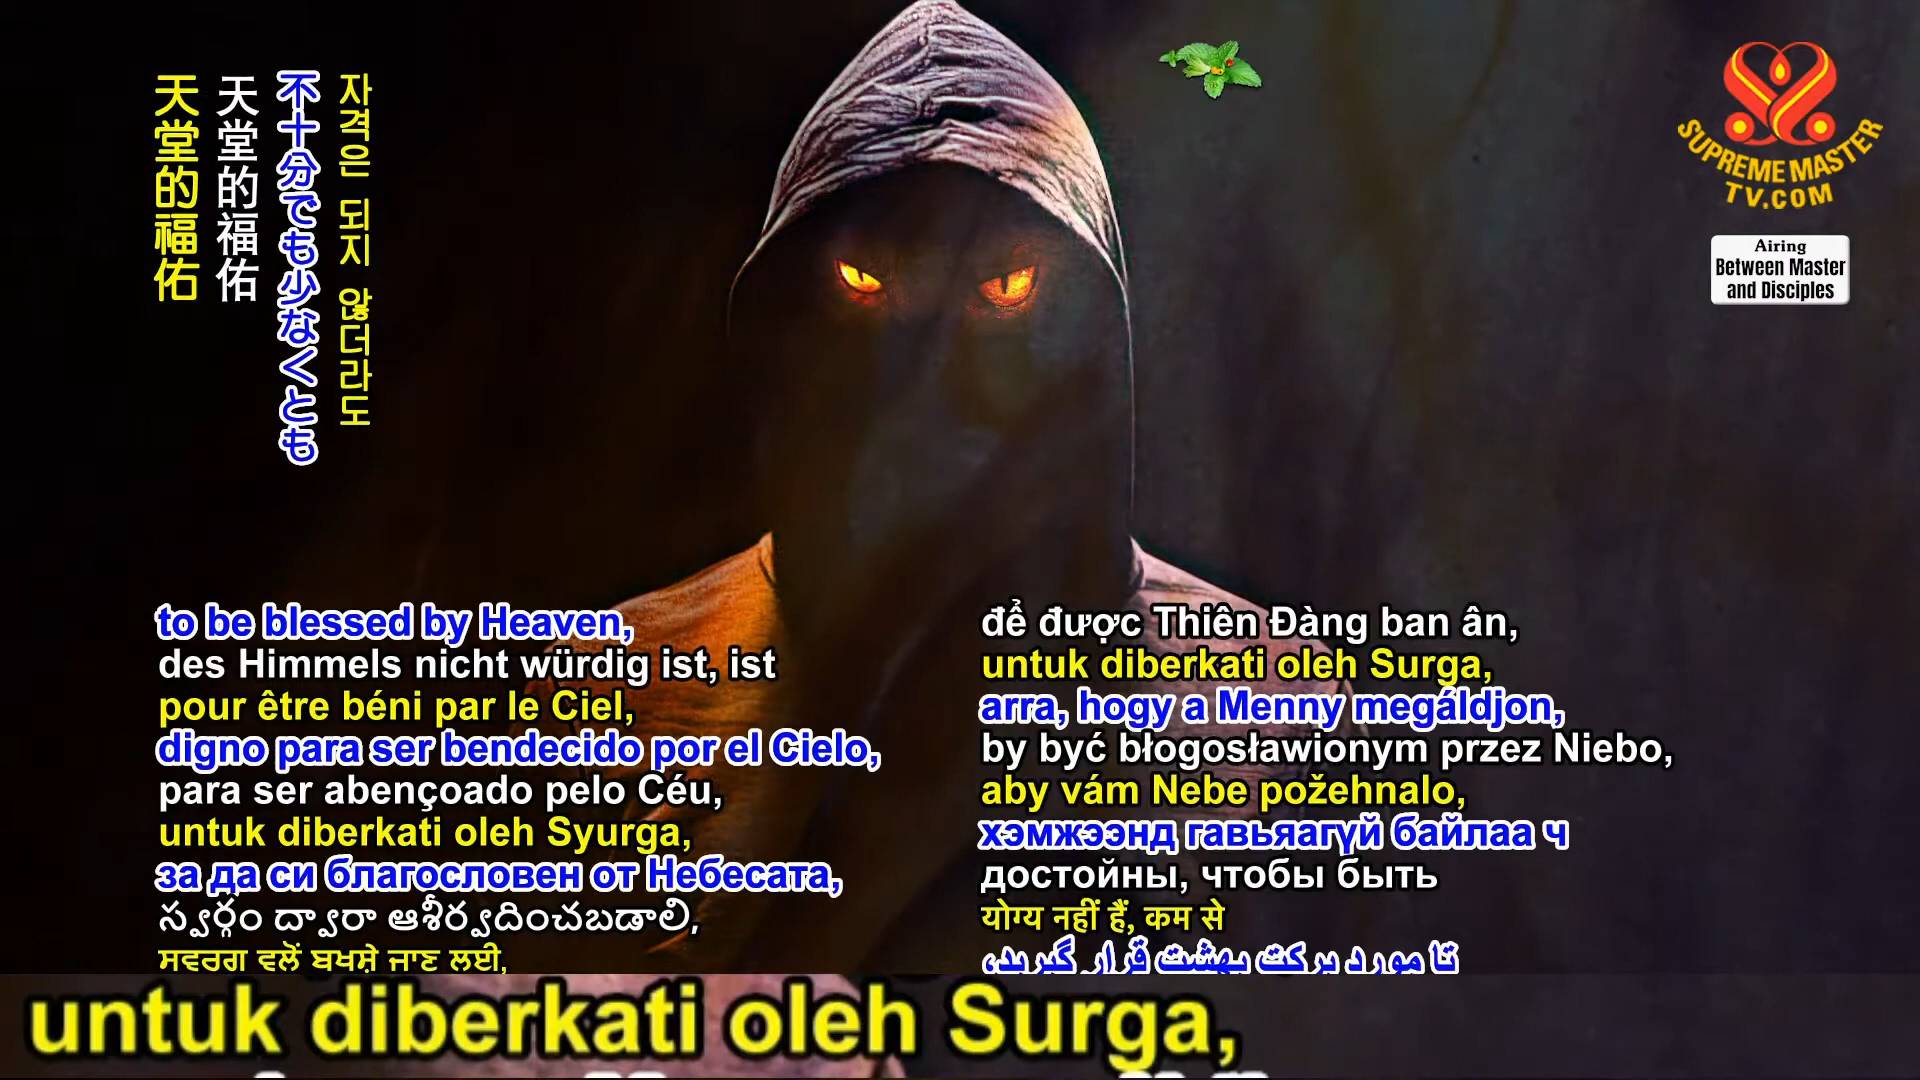 天堂的福佑
天堂的福佑
不十分でも少なくとも
자격은 되지 않더라도
SUPREME MASTER
TV.COM
Airing
Between Master
and Disciples
to be blessed by Heaven,
des Himmels nicht würdig ist, ist
pour être béni par le Ciel,
digno para ser bendecido por el Cielo,
para ser abençoado pelo Céu,
untuk diberkati oleh Syurga,
за да си благословен от Небесата,
స్వర్గం ద్వారా ఆశీర్వదించబడాలి,
ਸਵਰਗ ਵਲੋਂ ਬਖਸ਼ੇ ਜਾਣ ਲਈ,
để được Thiên Đàng ban ân,
untuk diberkati oleh Surga,
arra, hogy a Menny megáldjon,
by być błogosławionym przez Niebo,
aby vám Nebe požehnalo,
хэмжээнд гавьяагүй байлаа ч
достойны, чтобы быть
योग्य नहीं हैं, कम से
تا مورد برکت بهشت قرار گیرید،
untuk diberkati oleh Surga,